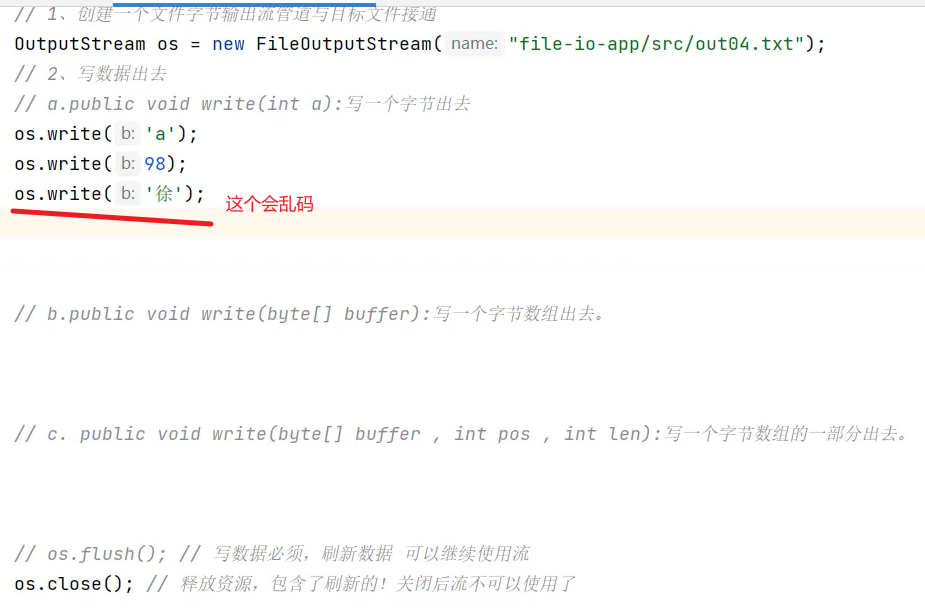 // 1、创建一个文件字节输出流管道与目标文件接通
OutputStream os = new FileOutputStream( name: "file-io-app/src/out04.txt");
// 2、写数据出去
// a.public void write(int a):写一个字节出去
os.write( b: 'a');
os.write( b: 98);
os.write( b: '徐');
这个会乱码
// b.public void write(byte[] buffer):写一个字节数组出去。
// c. public void write(byte[] buffer , int pos , int len):写一个字节数组的一部分出去。
// os.flush(); // 写数据必须，刷新数据 可以继续使用流
os.close(); // 释放资源，包含了刷新的！关闭后流不可以使用了